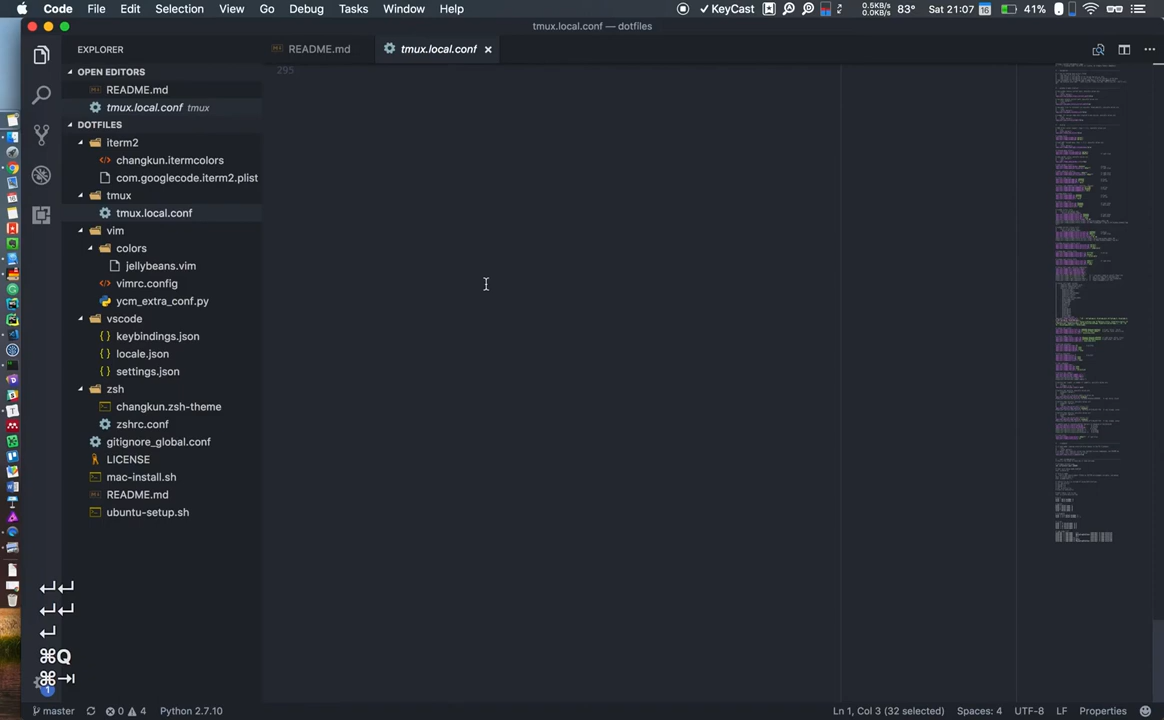 Code File Edit Selection View Go Debug Tasks Window Help KeyCast 0.5K/s 0.0K/s 83° Sat 21:07 16 41%
tmux.local.conf — dotfiles
EXPLORER
README.md
tmux.local.conf
OPEN EDITORS
README.md
tmux.local.conf tmux
DOTFILES
iterm2
changkun.itermcolors
com.googlecode.iterm2.plist
tmux
tmux.local.conf
vim
colors
jellybeans.vim
vimrc.config
ycm_extra_conf.py
vscode
keybindings.json
locale.json
settings.json
zsh
changkun.zsh-theme
zshrc.conf
gitignore_global.conf
LICENSE
mac-install.sh
README.md
ubuntu-setup.sh
295
↵↵
↵↵
↵
⌘Q
⌘⇥
1
master 0 4 Python 2.7.10 Ln 1, Col 3 (32 selected) Spaces: 4 UTF-8 LF Properties